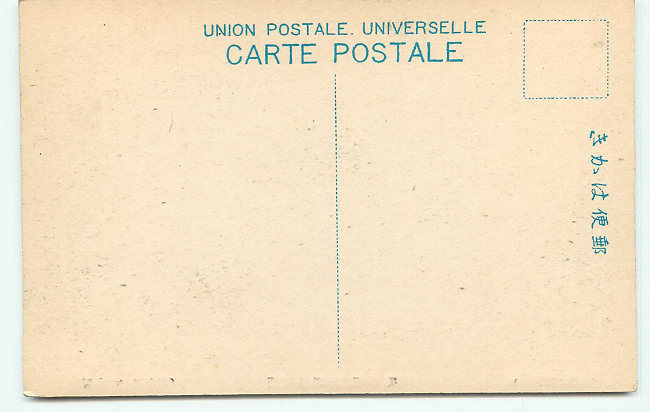 UNION POSTALE. UNIVERSELLE
CARTE POSTALE
郵便はかき